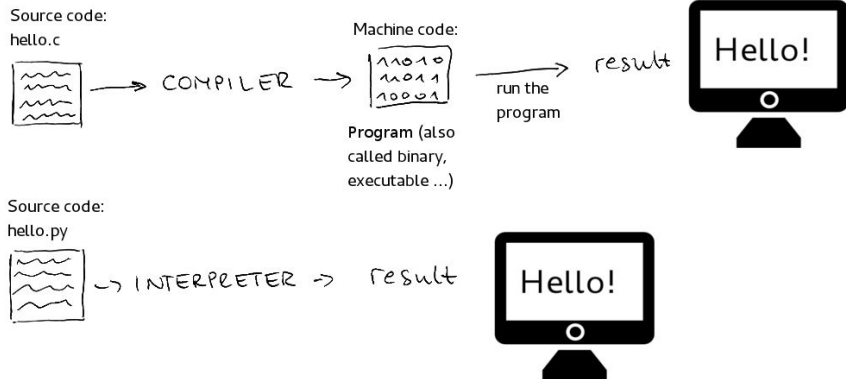 Source code:
hello.c
COMPILER
Machine code:
11010
11011
10001
Program (also
called binary,
executable ...)
run the
program
result
Hello!
Source code:
hello.py
INTERPRETER
result
Hello!